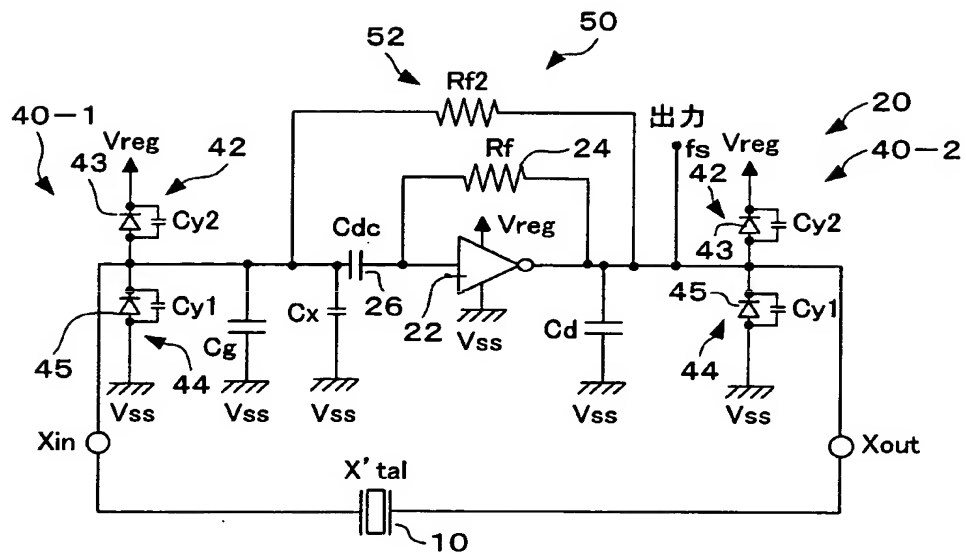 52
50
Rf2
出力
20
40-1
Vreg
42
43
Rf
24
fs
Vreg
40-2
42
Cy2
Cdc
Vreg
43
Cy2
26
22
45
Cy1
Cx
Vss
Cd
45
Cy1
Cg
44
44
Vss
Vss
Vss
Vss
Vss
Xin
Xout
X'tal
10